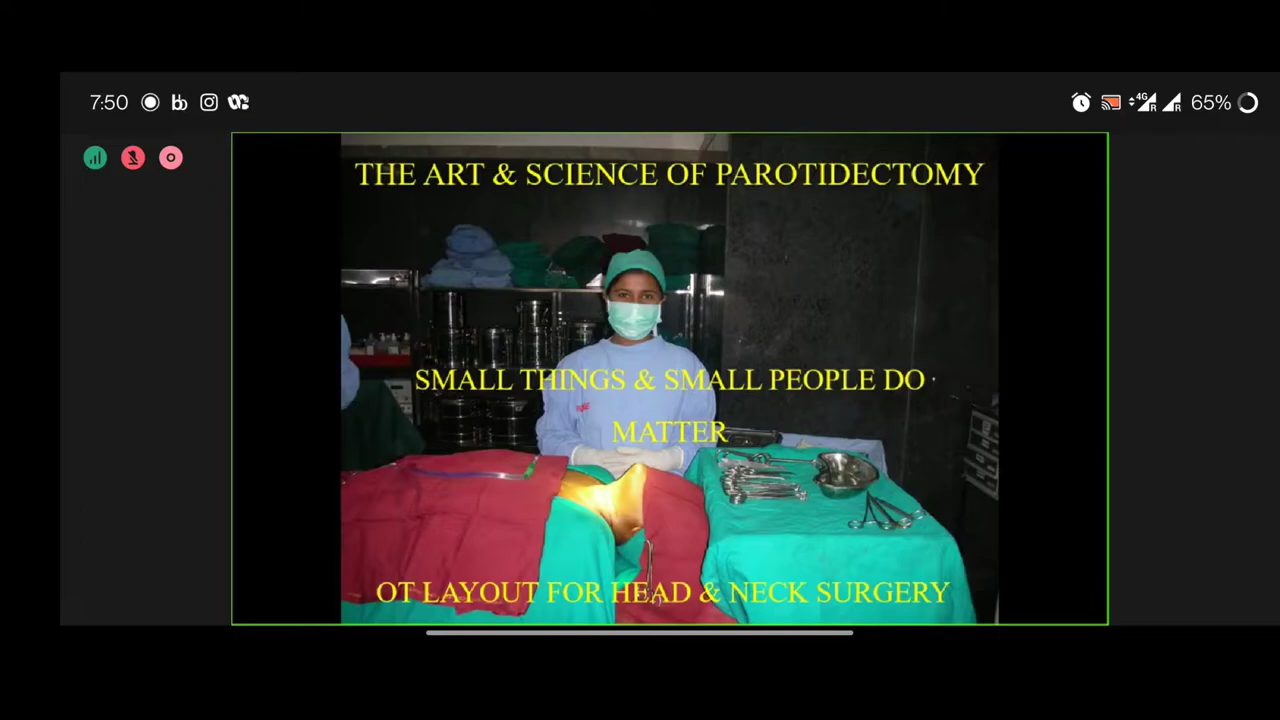 7:50
4G
R
R
65%
THE ART & SCIENCE OF PAROTIDECTOMY
SMALL THINGS & SMALL PEOPLE DO
MATTER
OT LAYOUT FOR HEAD & NECK SURGERY